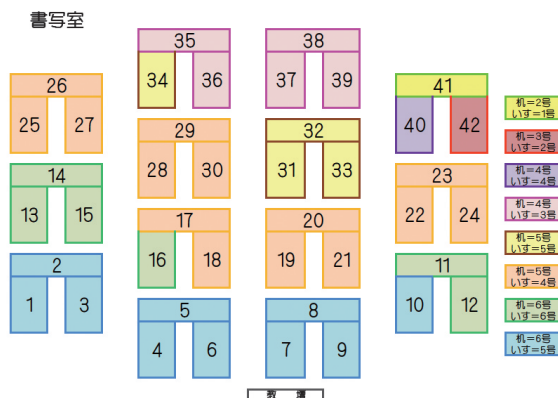 書写室
35 38
34 36 37 39
26 41
25 27 29 32 40 42
28 30 31 33
14 23
13 15 17 20 22 24
16 18 19 21
2 11
1 3 5 8 10 12
4 6 7 9
教 壇
机=2号
いす=1号
机=3号
いす=2号
机=4号
いす=4号
机=4号
いす=3号
机=5号
いす=5号
机=5号
いす=4号
机=6号
いす=6号
机=6号
いす=5号